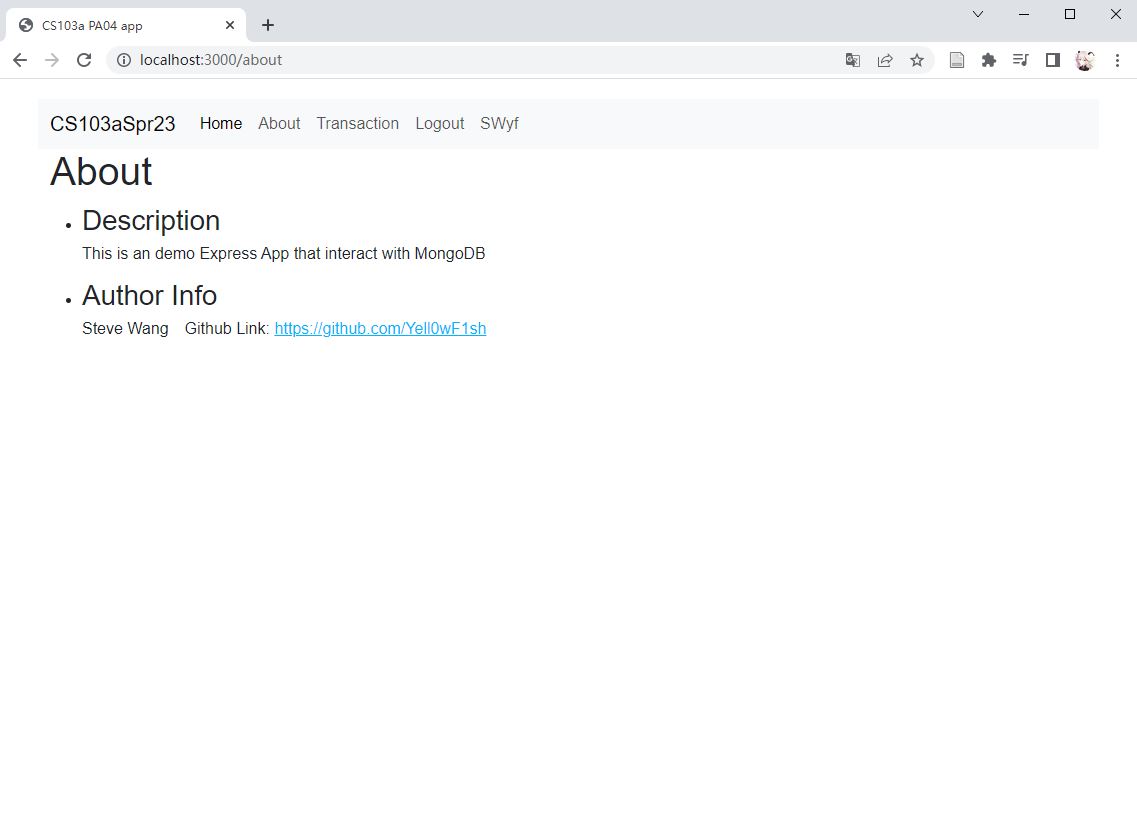 CS103a PA04 app
localhost:3000/about
CS103aSpr23 Home About Transaction Logout SWyf
About
Description
This is an demo Express App that interact with MongoDB
Author Info
Steve Wang Github Link: https://github.com/Yell0wF1sh